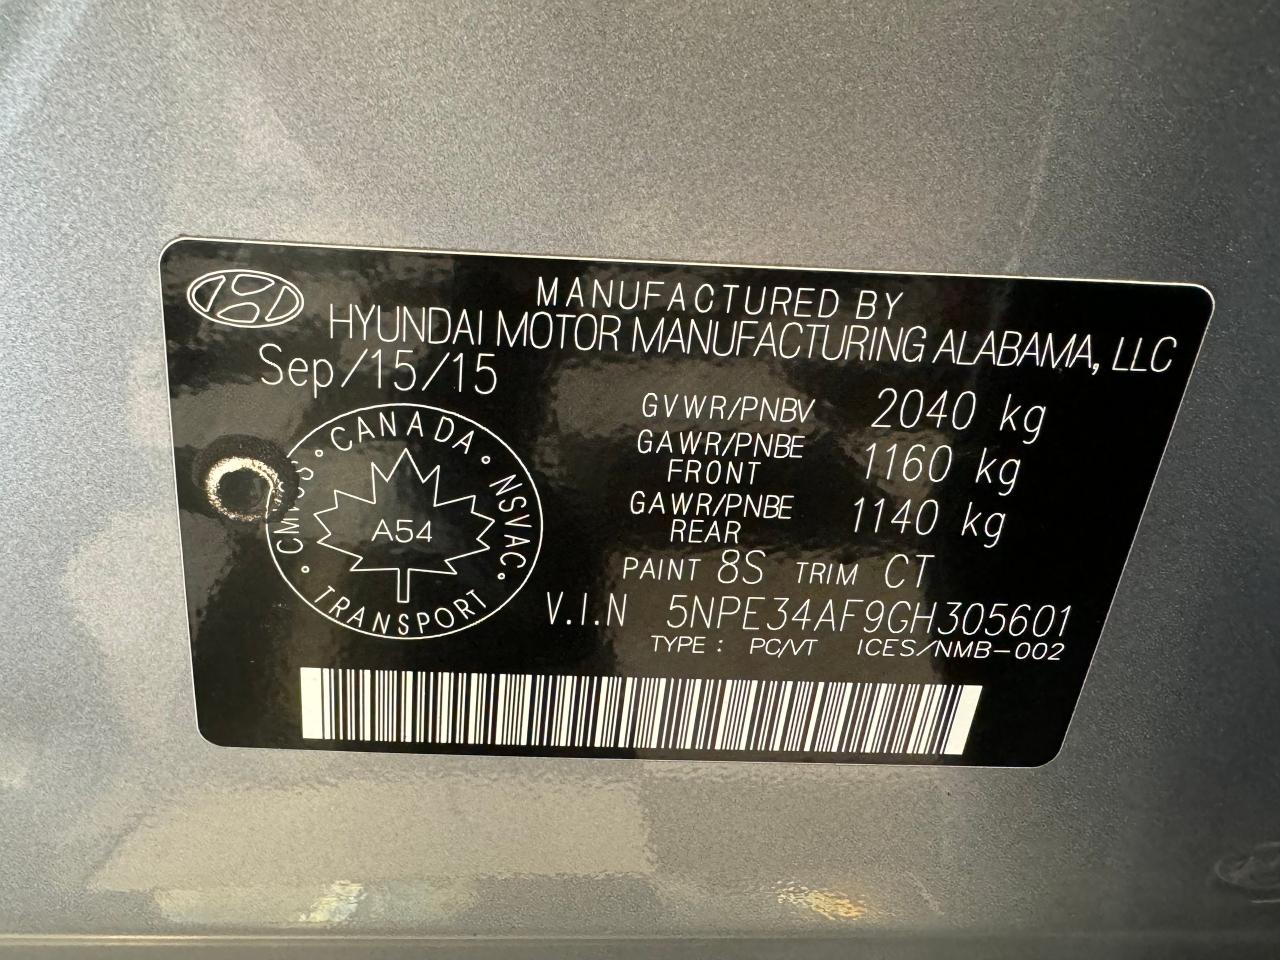 MANUFACTURED BY
HYUNDAI MOTOR MANUFACTURING ALABAMA, LLC
Sep/15/15
GVWR/PNBV 2040 kg
GAWR/PNBE FRONT 1160 kg
GAWR/PNBE REAR 1140 kg
CANADA • NSVAC • TRANSPORT • CMVSS •
A54
PAINT 8S TRIM CT
V.I.N 5NPE34AF9GH305601
TYPE : PC/VT ICES/NMB-002